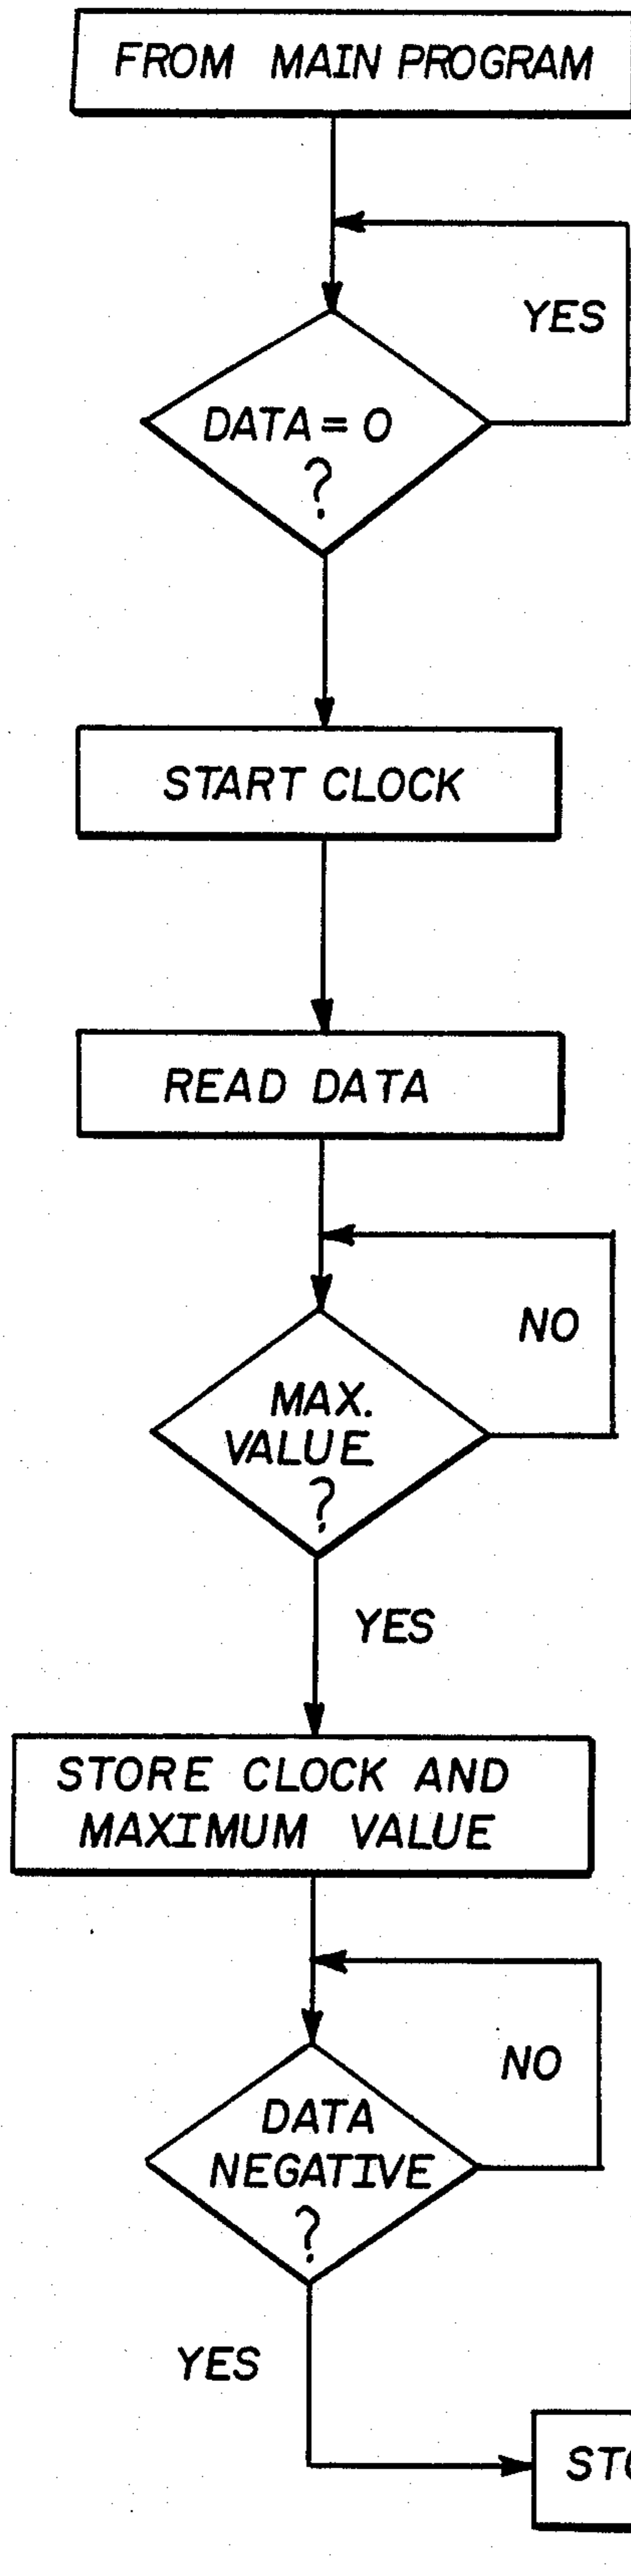 FROM MAIN PROGRAM
YES
DATA = 0
?
START CLOCK
READ DATA
NO
MAX.
VALUE
?
YES
STORE CLOCK AND
MAXIMUM VALUE
NO
DATA
NEGATIVE
?
YES